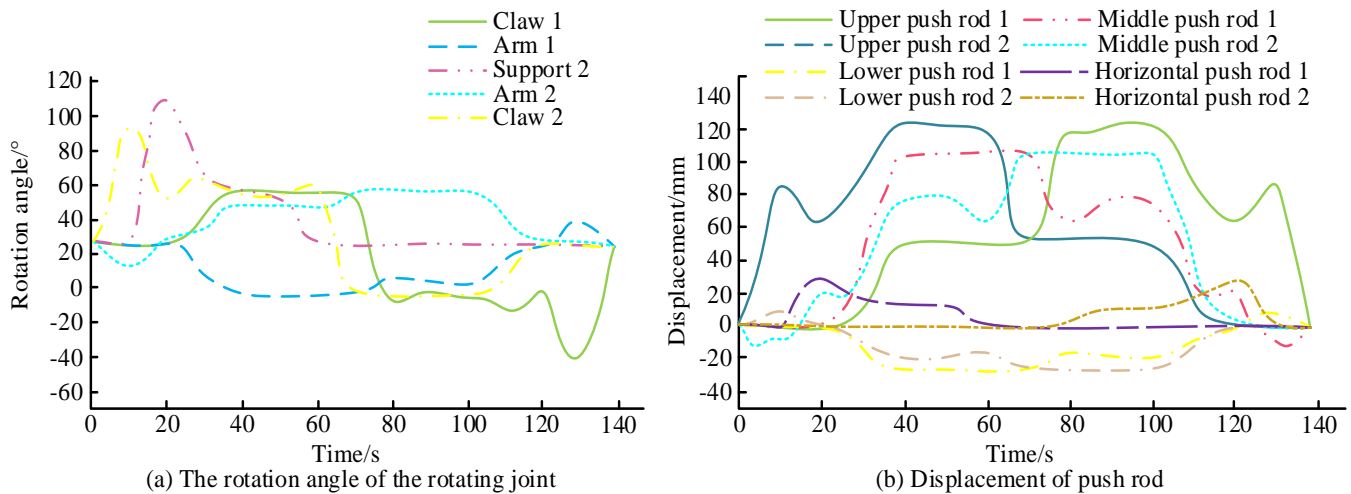 Claw 1
Arm 1
Support 2
Arm 2
Claw 2
120
100
80
60
40
20
0
-20
-40
-60
Rotation angle/°
0 20 40 60 80 100 120 140
Time/s
(a) The rotation angle of the rotating joint
Upper push rod 1 Middle push rod 1
Upper push rod 2 Middle push rod 2
Lower push rod 1 Horizontal push rod 1
Lower push rod 2 Horizontal push rod 2
140
120
100
80
60
40
20
0
-20
-40
Displacement/mm
0 20 40 60 80 100 120 140
Time/s
(b) Displacement of push rod